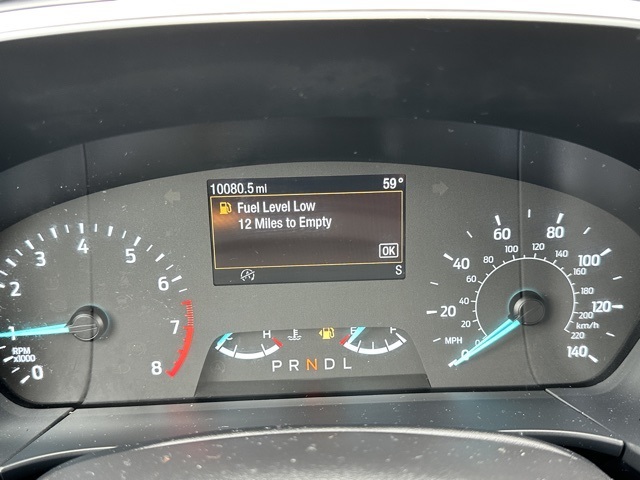 10080.5 mi 59°
Fuel Level Low
12 Miles to Empty
OK
S
0 1 2 3 4 5 6 7 8
RPM
x1000
C H
E F
P R N D L
0 20 40 60 80 100 120 140
MPH
0 20 40 60 80 100 120 140 160 180 200 220
km/h